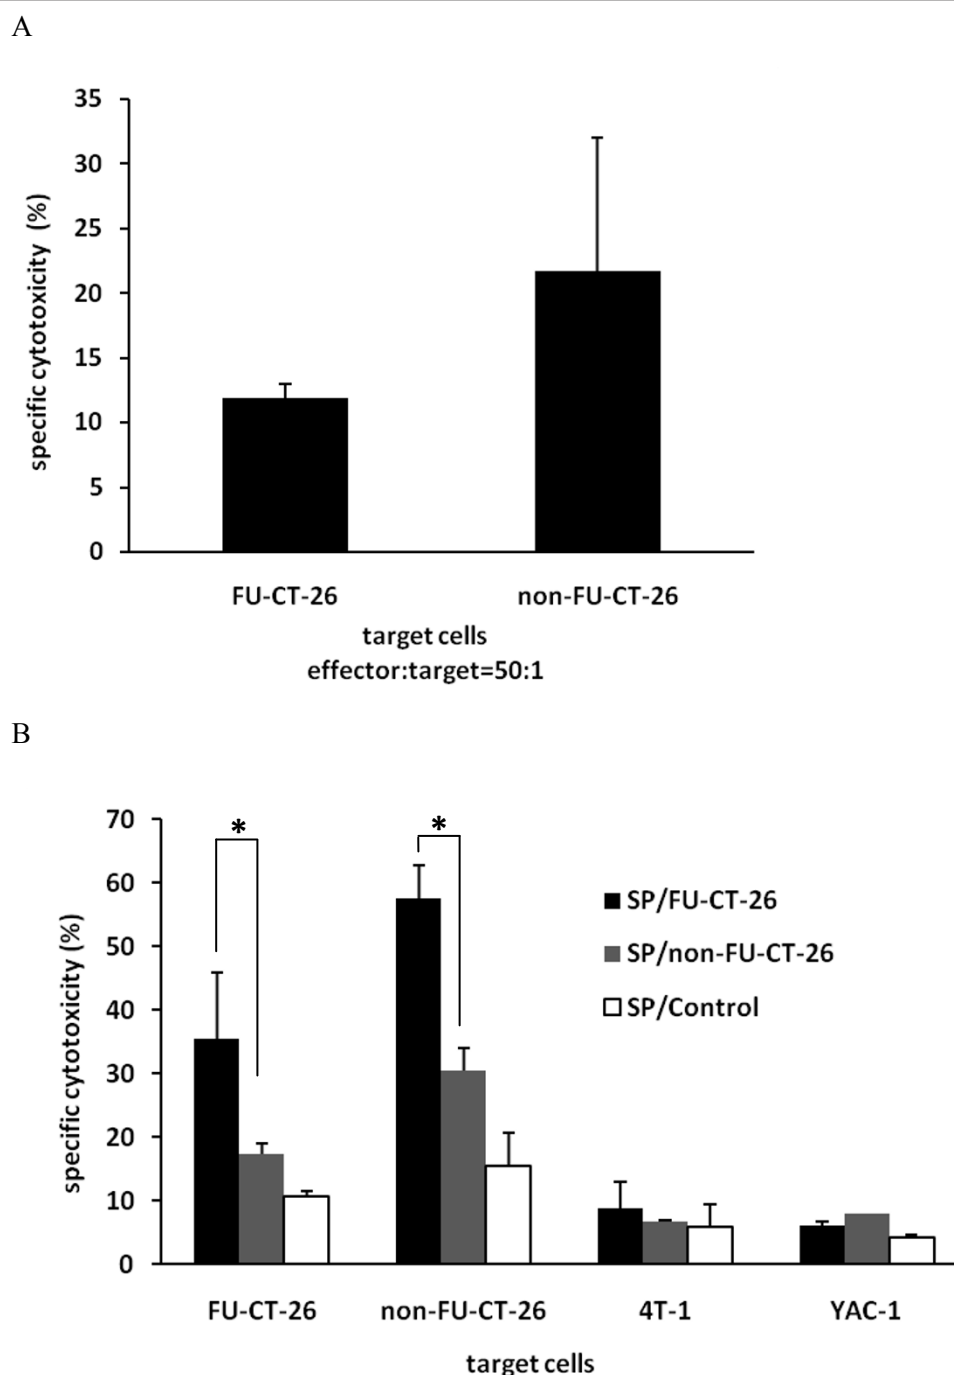 A
35
30
25
20
15
10
5
0
specific cytotoxicity (%)
FU-CT-26 non-FU-CT-26
target cells
effector:target=50:1
B
70
60
50
40
30
20
10
0
specific cytotoxicity (%)
* *
SP/FU-CT-26
SP/non-FU-CT-26
SP/Control
FU-CT-26 non-FU-CT-26 4T-1 YAC-1
target cells